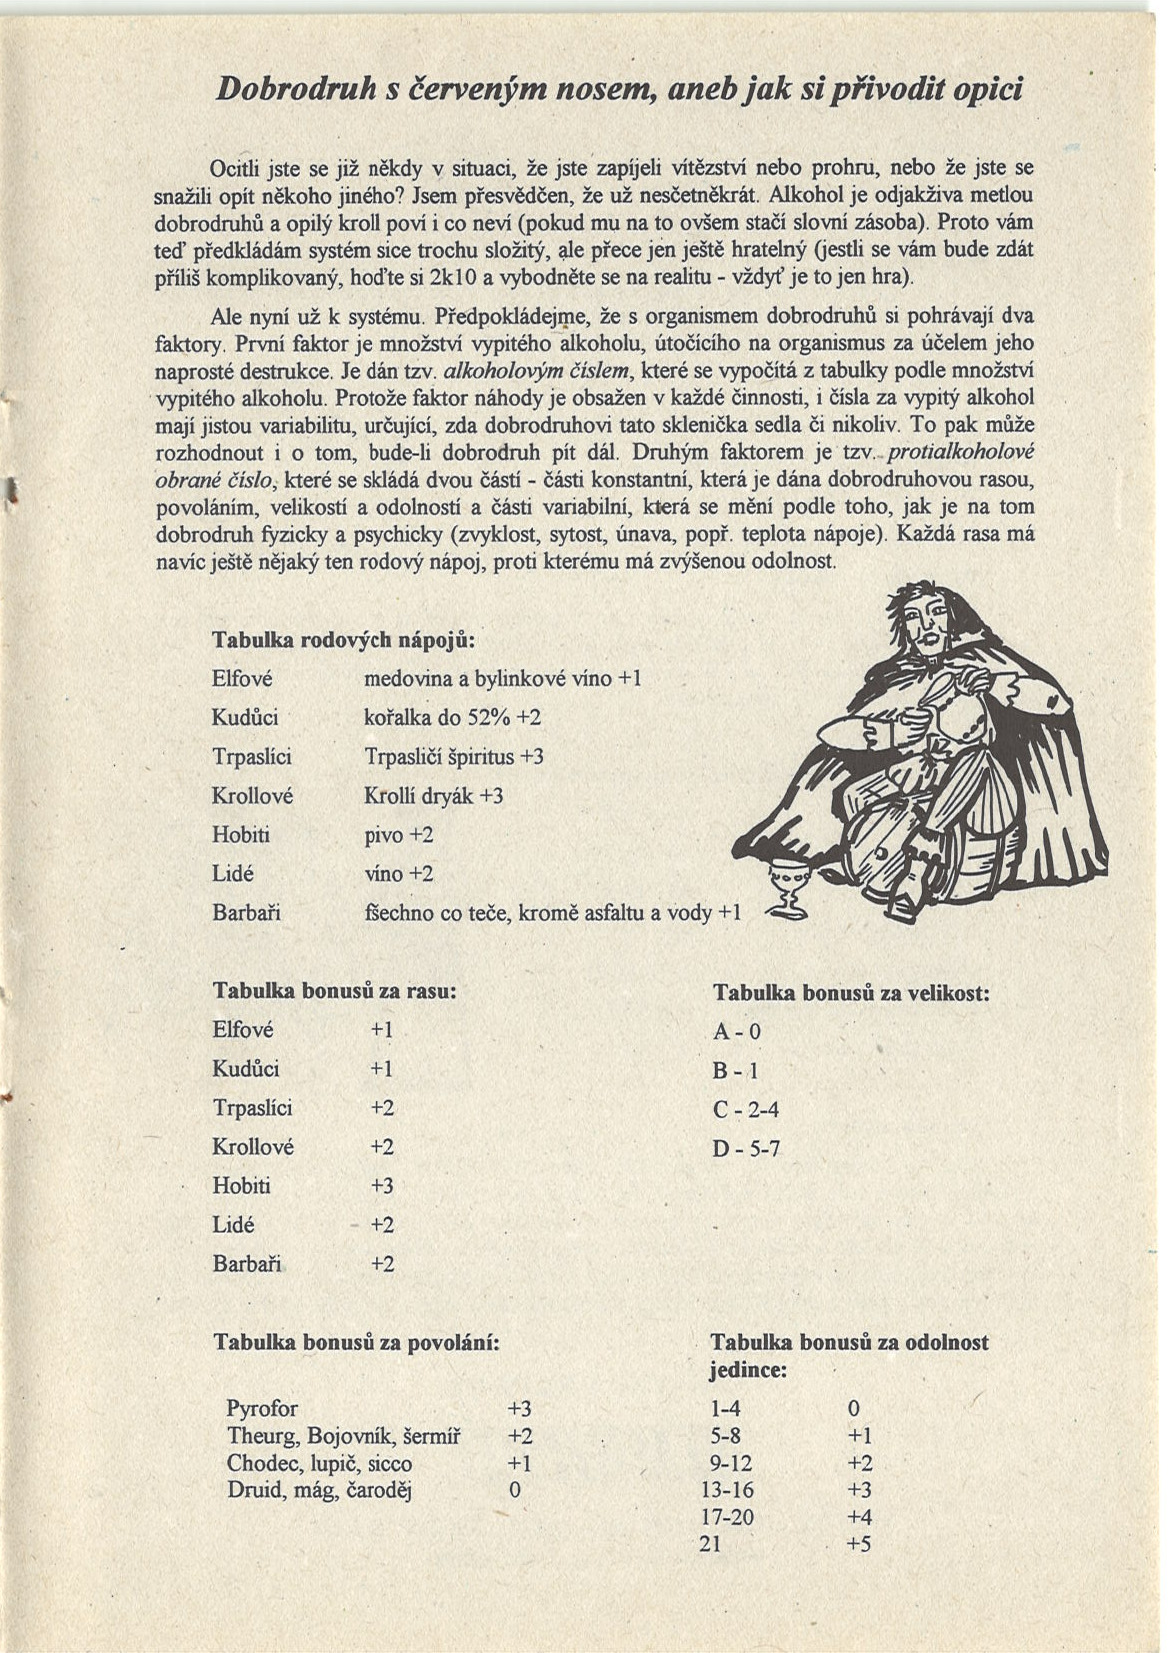 Dobrodruh s červeným nosem, aneb jak si přivodit opici
Ocitli jste se již někdy v situaci, že jste zapíjeli vítězství nebo prohru, nebo že jste se
snažili opít někoho jiného? Jsem přesvědčen, že už nesčetněkrát. Alkohol je odjakživa metlou
dobrodruhů a opilý kroll poví i co neví (pokud mu na to ovšem stačí slovní zásoba). Proto vám
teď předkládám systém sice trochu složitý, ale přece jen ještě hratelný (jestli se vám bude zdát
příliš komplikovaný, hoďte si 2k10 a vybodněte se na realitu - vždyť je to jen hra).
Ale nyní už k systému. Předpokládejme, že s organismem dobrodruhů si pohrávají dva
faktory. První faktor je množství vypitého alkoholu, útočícího na organismus za účelem jeho
naprosté destrukce. Je dán tzv. alkoholovým číslem, které se vypočítá z tabulky podle množství
vypitého alkoholu. Protože faktor náhody je obsažen v každé činnosti, i čísla za vypitý alkohol
mají jistou variabilitu, určující, zda dobrodruhovi tato sklenička sedla či nikoliv. To pak může
rozhodnout i o tom, bude-li dobrodruh pít dál. Druhým faktorem je tzv. protialkoholové
obrané číslo, které se skládá dvou částí - části konstantní, která je dána dobrodruhovou rasou,
povoláním, velikostí a odolností a části variabilní, která se mění podle toho, jak je na tom
dobrodruh fyzicky a psychicky (zvyklost, sytost, únava, popř. teplota nápoje). Každá rasa má
navíc ještě nějaký ten rodový nápoj, proti kterému má zvýšenou odolnost.
Tabulka rodových nápojů:
Elfové medovina a bylinkové víno +1
Kudůci kořalka do 52% +2
Trpaslíci Trpasličí špiritus +3
Krollové Krollí dryák +3
Hobiti pivo +2
Lidé víno +2
Barbaři fšechno co teče, kromě asfaltu a vody +1
Tabulka bonusů za rasu:
Elfové +1
Kudůci +1
Trpaslíci +2
Krollové +2
Hobiti +3
Lidé +2
Barbaři +2
Tabulka bonusů za velikost:
A - 0
B - 1
C - 2-4
D - 5-7
Tabulka bonusů za povolání:
Pyrofor +3
Theurg, Bojovník, šermíř +2
Chodec, lupič, sicco +1
Druid, mág, čaroděj 0
Tabulka bonusů za odolnost
jedince:
1-4 0
5-8 +1
9-12 +2
13-16 +3
17-20 +4
21 +5